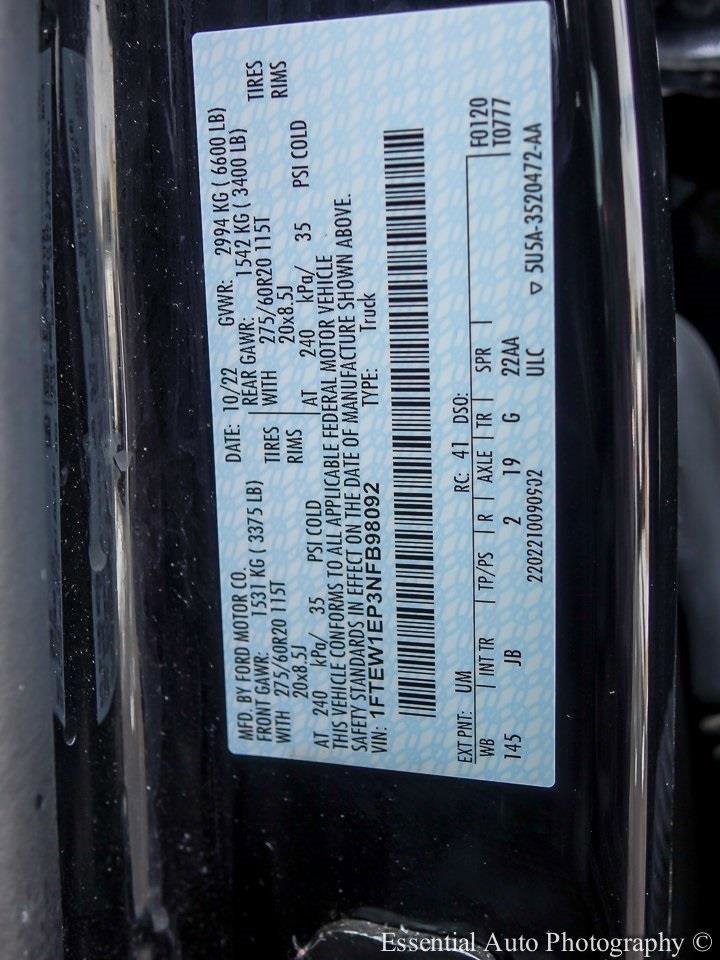 MFD. BY FORD MOTOR CO. DATE: 10/22 GVWR: 2994 KG ( 6600 LB)
FRONT GAWR: 1531 KG ( 3375 LB) REAR GAWR: 1542 KG ( 3400 LB)
WITH 275/60R20 115T TIRES WITH 275/60R20 115T TIRES
20x8.5J RIMS 20x8.5J RIMS
AT 240 kPa/ 35 PSI COLD AT 240 kPa/ 35 PSI COLD
THIS VEHICLE CONFORMS TO ALL APPLICABLE FEDERAL MOTOR VEHICLE
SAFETY STANDARDS IN EFFECT ON THE DATE OF MANUFACTURE SHOWN ABOVE.
VIN: 1FTEW1EP3NFB98092 TYPE: Truck
F0120
EXT PNT: UM RC: 41 DSO: T0777
WB INT TR TP/PS R AXLE TR SPR
145 JB 2 19 G 22AA
2202210090902 ULC ▽ 5U5A-3520472-AA
Essential Auto Photography ©